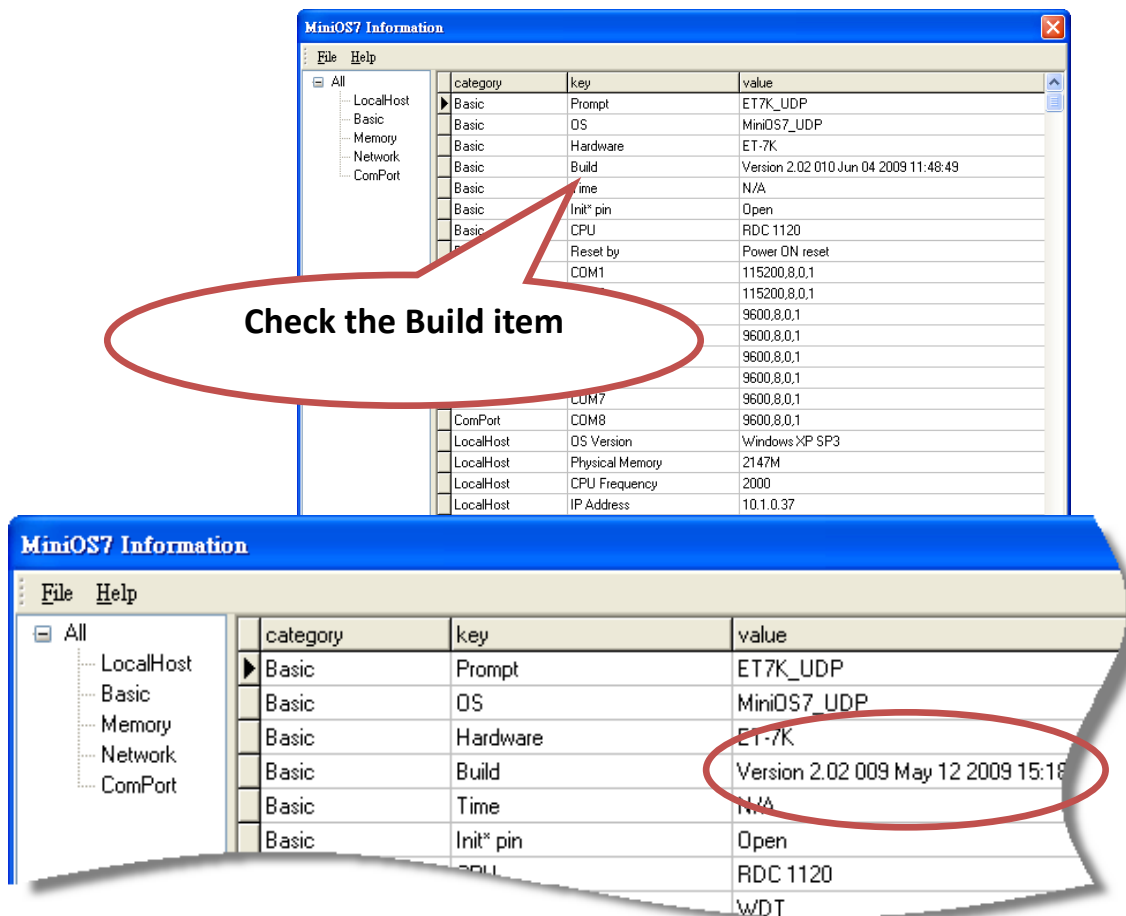 MiniOS7 Information
File Help
All
LocalHost
Basic
Memory
Network
ComPort
category key value
Basic Prompt ET7K_UDP
Basic OS MiniOS7_UDP
Basic Hardware ET-7K
Basic Build Version 2.02 010 Jun 04 2009 11:48:49
Basic Time N/A
Basic Init* pin Open
Basic CPU RDC 1120
Reset by Power ON reset
COM1 115200,8,0,1
115200,8,0,1
9600,8,0,1
9600,8,0,1
9600,8,0,1
9600,8,0,1
COM7 9600,8,0,1
ComPort COM8 9600,8,0,1
LocalHost OS Version Windows XP SP3
LocalHost Physical Memory 2147M
LocalHost CPU Frequency 2000
LocalHost IP Address 10.1.0.37
Check the Build item
MiniOS7 Information
File Help
All
LocalHost
Basic
Memory
Network
ComPort
category key value
Basic Prompt ET7K_UDP
Basic OS MiniOS7_UDP
Basic Hardware ET-7K
Basic Build Version 2.02 009 May 12 2009 15:18
Basic Time N/A
Basic Init* pin Open
CPU RDC 1120
WDT